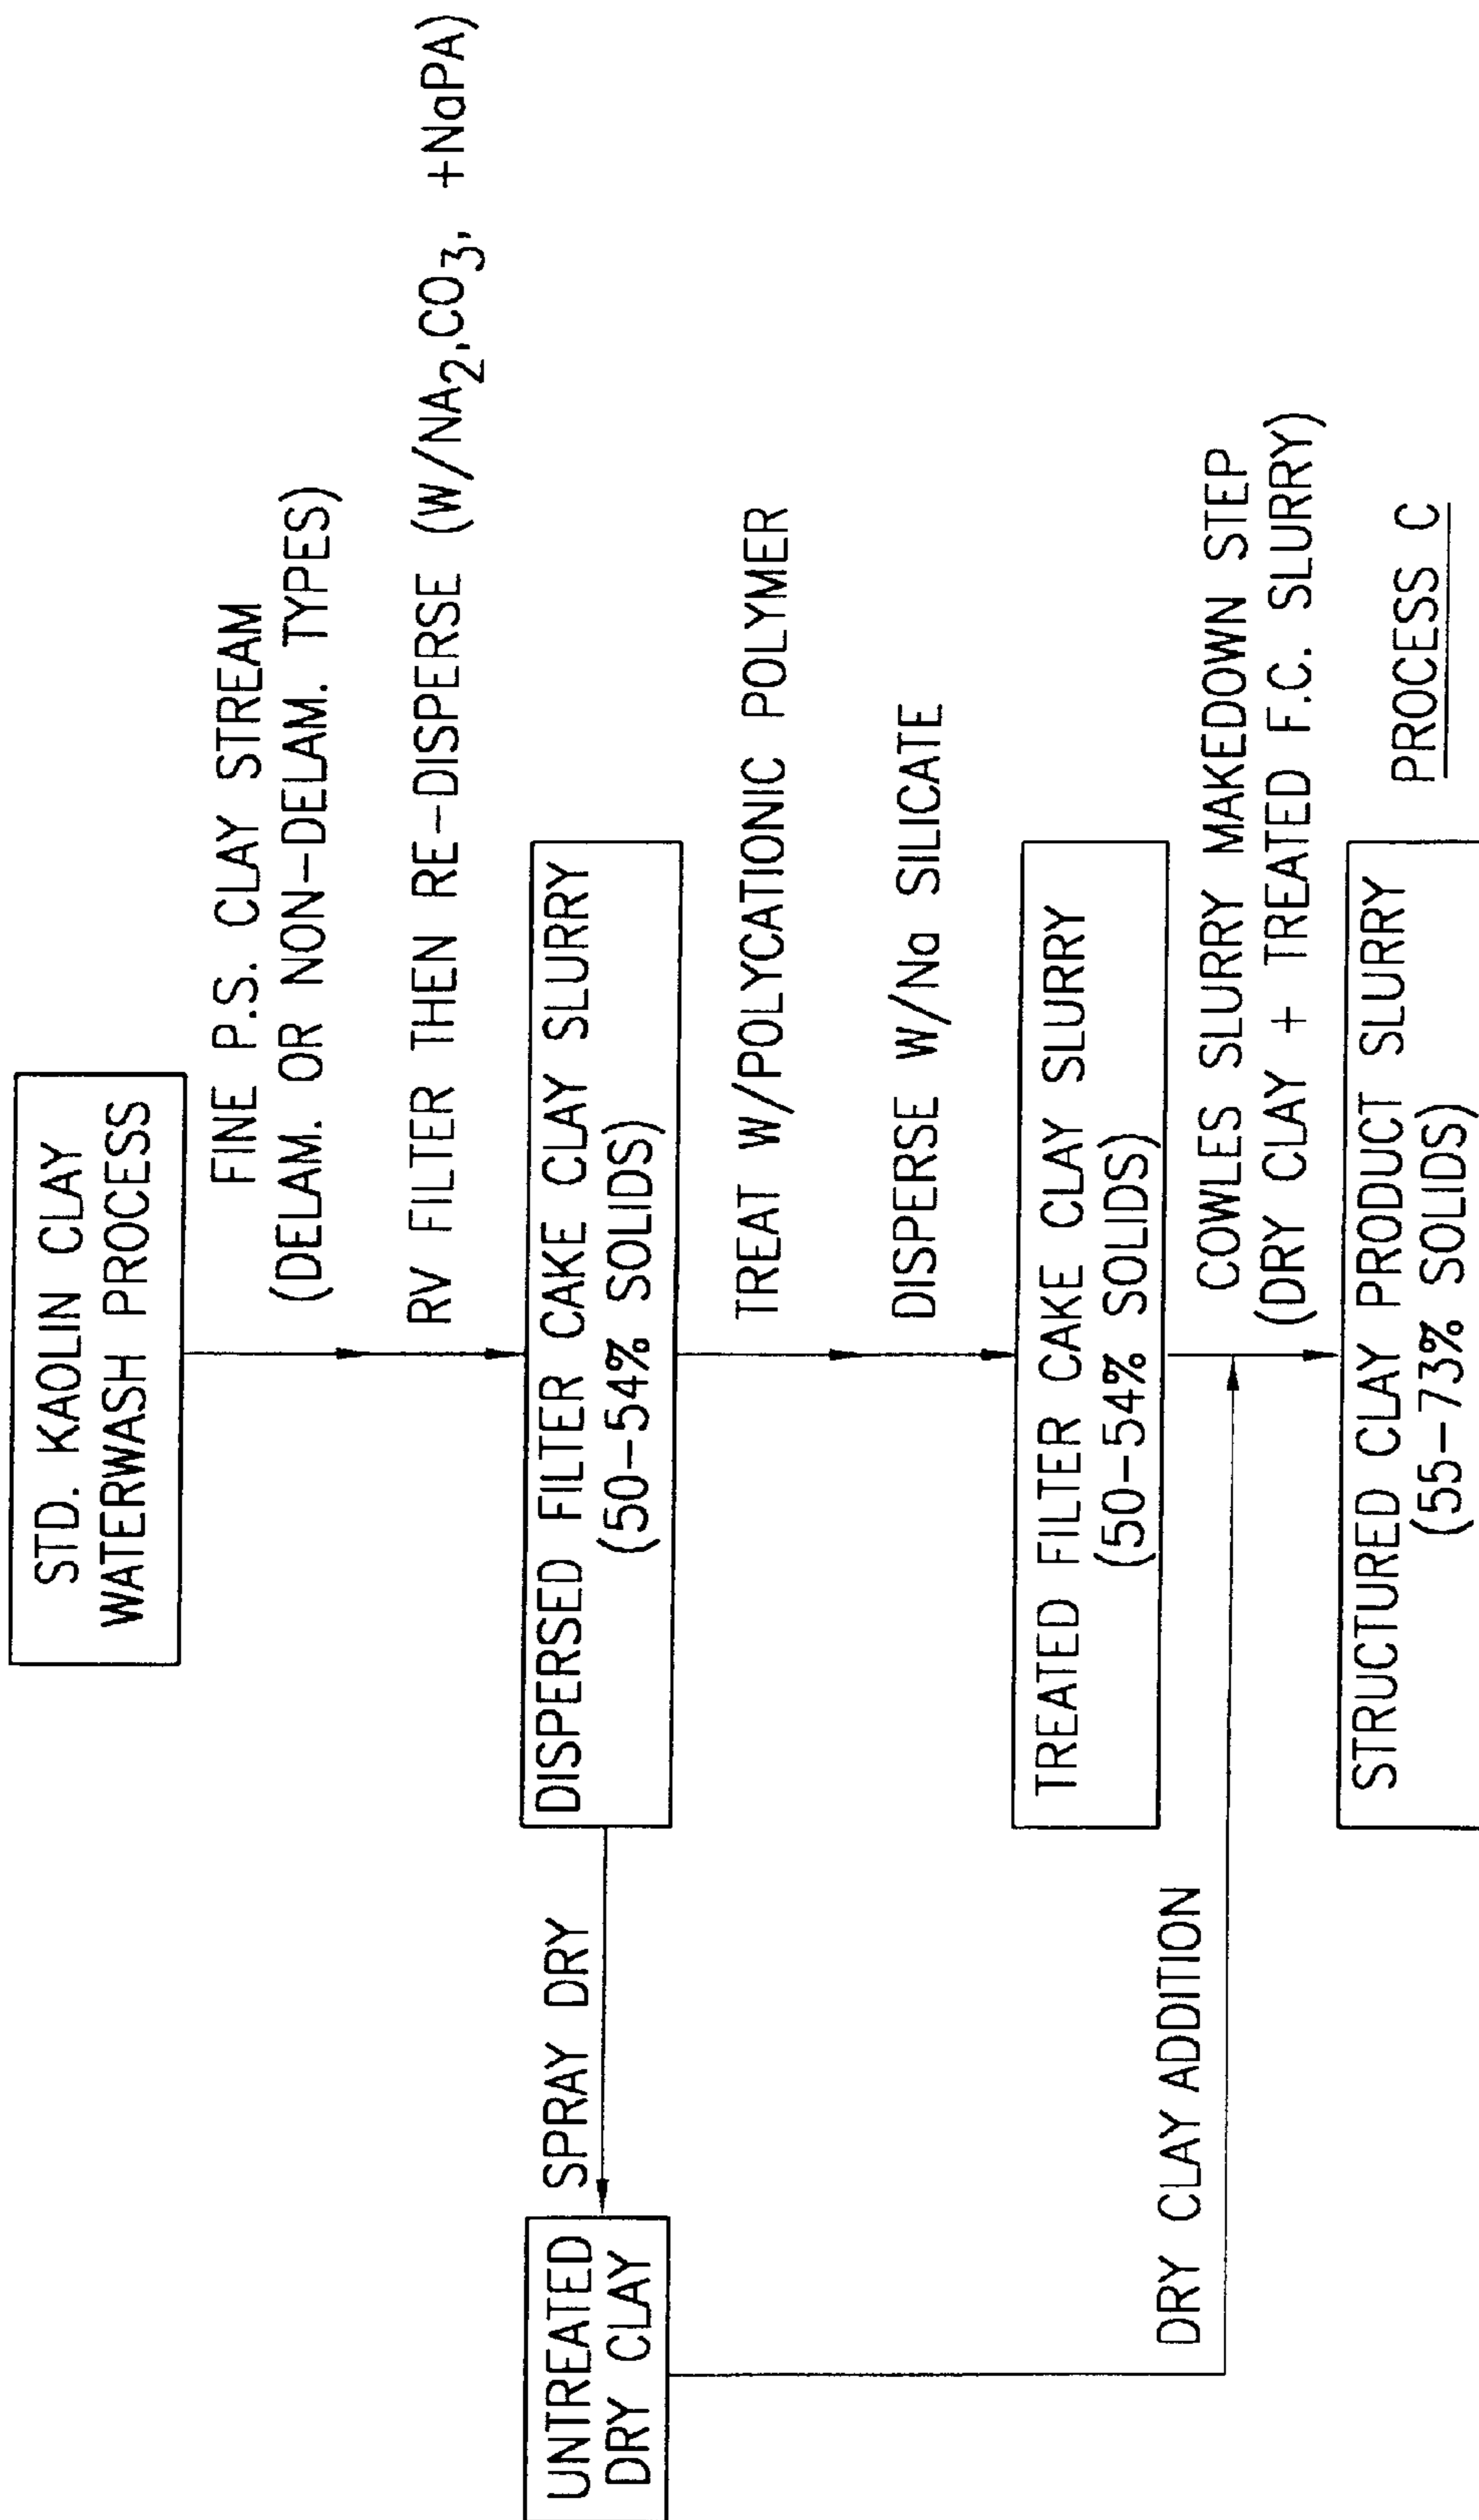 STD. KAOLIN CLAY
WATERWASH PROCESS
FINE P.S. CLAY STREAM
(DELAM. OR NON-DELAM. TYPES)
RV FILTER THEN RE-DISPERSE (W/NA₂,CO₃, +NaPA)
UNTREATED
DRY CLAY
SPRAY DRY
DISPERSED FILTER CAKE CLAY SLURRY
(50-54% SOLIDS)
TREAT W/POLYCATIONIC POLYMER
DISPERSE W/Na SILICATE
TREATED FILTER CAKE CLAY SLURRY
(50-54% SOLIDS)
DRY CLAY ADDITION
COWLES SLURRY MAKEDOWN STEP
(DRY CLAY + TREATED F.C. SLURRY)
STRUCTURED CLAY PRODUCT SLURRY
(55-73% SOLIDS)
PROCESS C